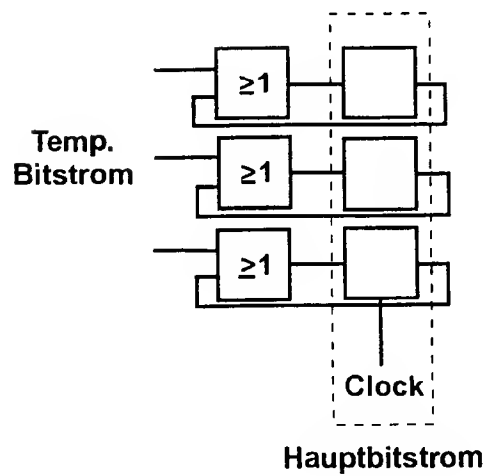 ≥1
Temp.
Bitstrom
≥1
≥1
Clock
Hauptbitstrom